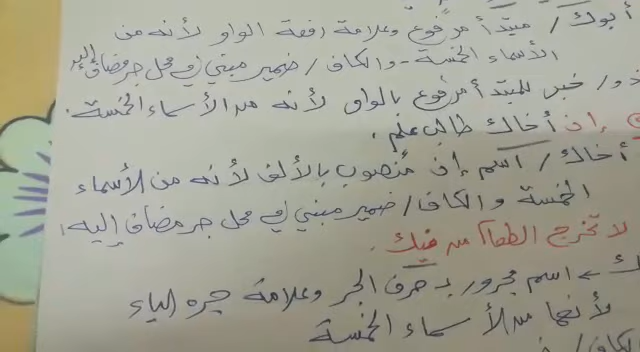 أبوك / مبتدأ مرفوع وعلامة رفعة الواو لأنه من
الأسماء الخمسة - والكاف / ضمير مبني في محل جر مضاف إليه
ذو / خبر للمبتدأ مرفوع بالواو لأنه من الأسماء الخمسة.
إن أخاك طالب علم.
أخاك / اسم إن منصوب بالألف لأنه من الأسماء
الخمسة والكاف / ضمير مبني في محل جر مضاف إليه
لا تخرج الطعام من فيك.
ك ← اسم مجرور بحرف الجر وعلامة جره الياء
لأنها من الأسماء الخمسة